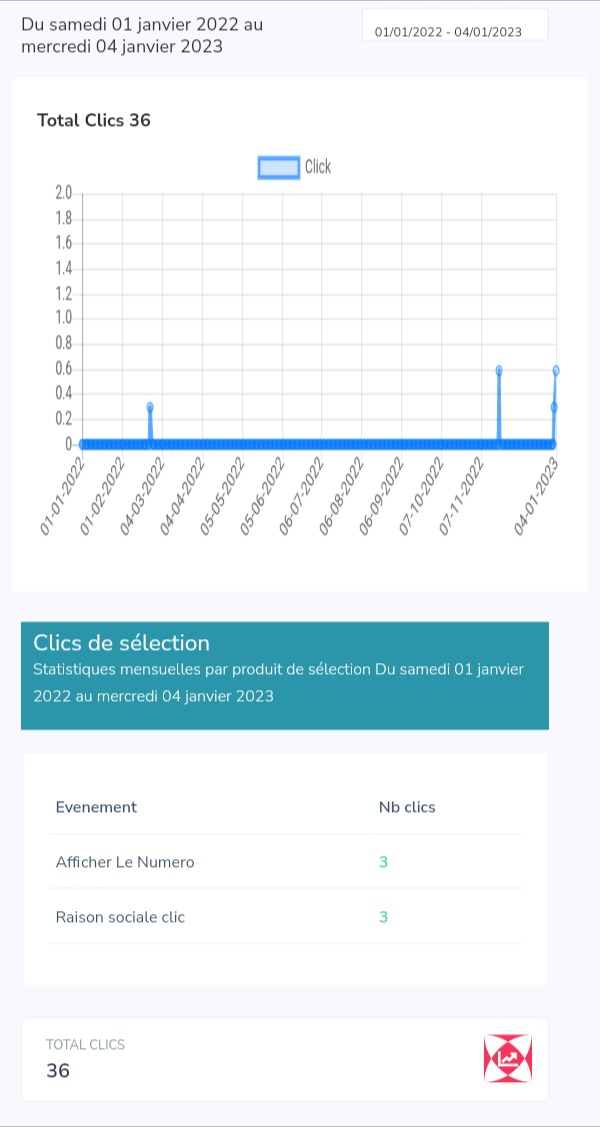 Du samedi 01 janvier 2022 au
mercredi 04 janvier 2023
01/01/2022 - 04/01/2023
Total Clics 36
Click
2.0
1.8
1.6
1.4
1.2
1.0
0.8
0.6
0.4
0.2
0
01-01-2022
01-02-2022
04-03-2022
04-04-2022
05-05-2022
05-06-2022
06-07-2022
06-08-2022
06-09-2022
07-10-2022
07-11-2022
04-01-2023
Clics de sélection
Statistiques mensuelles par produit de sélection Du samedi 01 janvier
2022 au mercredi 04 janvier 2023
Evenement Nb clics
Afficher Le Numero 3
Raison sociale clic 3
TOTAL CLICS
36